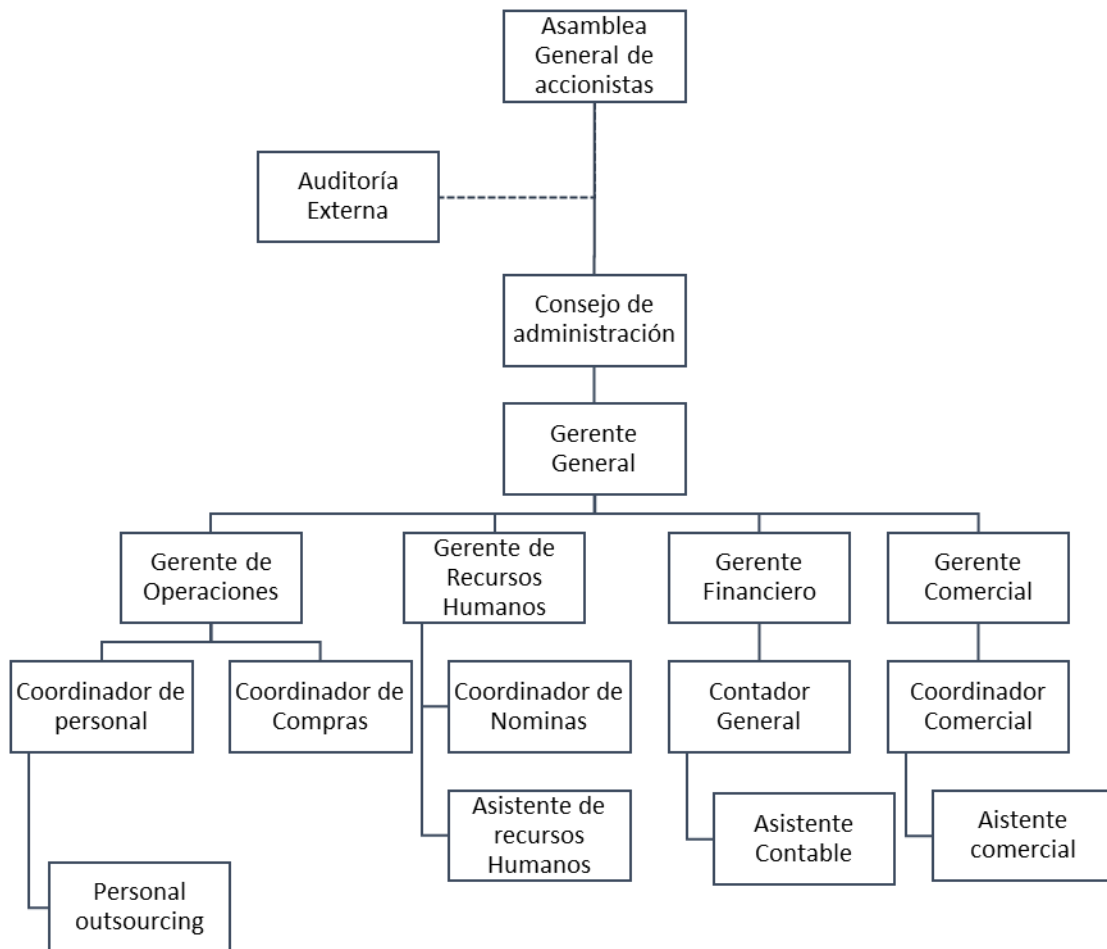 Asamblea
General de
accionistas
Auditoría
Externa
Consejo de
administración
Gerente
General
Gerente de
Operaciones
Gerente de
Recursos
Humanos
Gerente
Financiero
Gerente
Comercial
Coordinador de
personal
Coordinador de
Compras
Coordinador de
Nominas
Contador
General
Coordinador
Comercial
Asistente de
recursos
Humanos
Asistente
Contable
Aistente
comercial
Personal
outsourcing